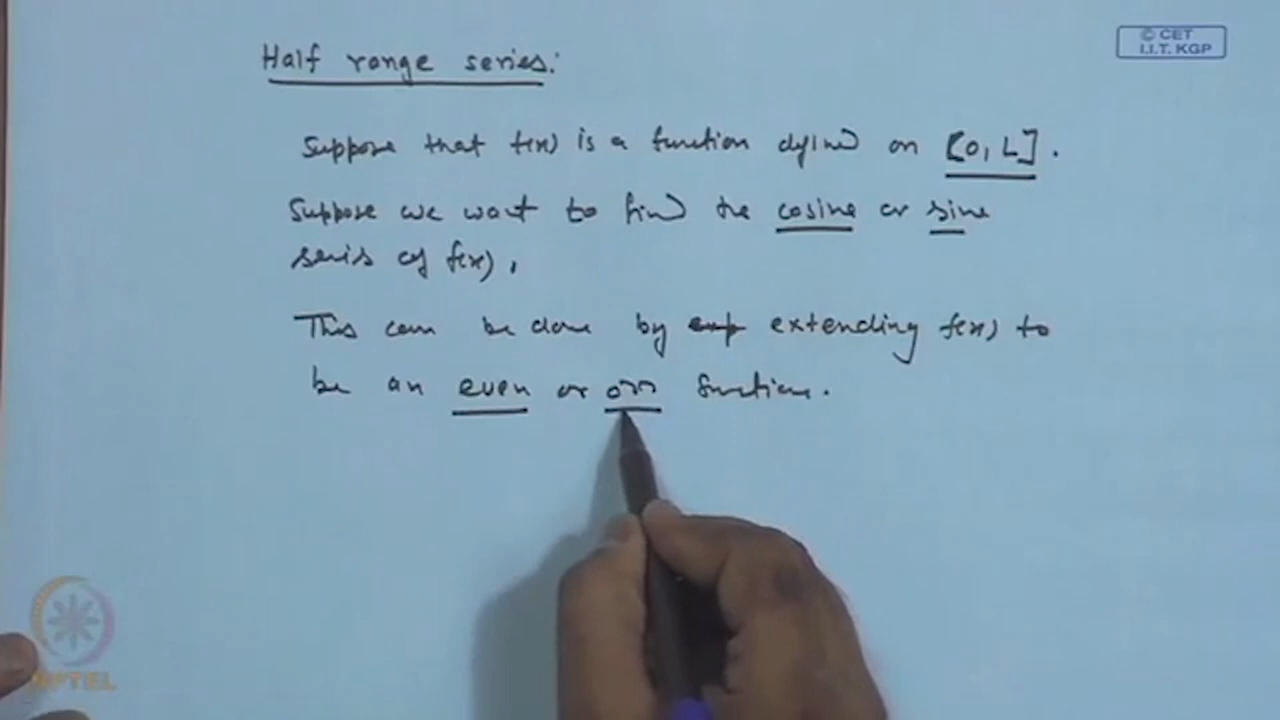 © CET
I.I.T. KGP
Half range series:
Suppose that f(x) is a function defined on [0, L].
Suppose we want to find the cosine or sine
series of f(x),
This can be done by exp extending f(x) to
be an even or odd function.
NPTEL